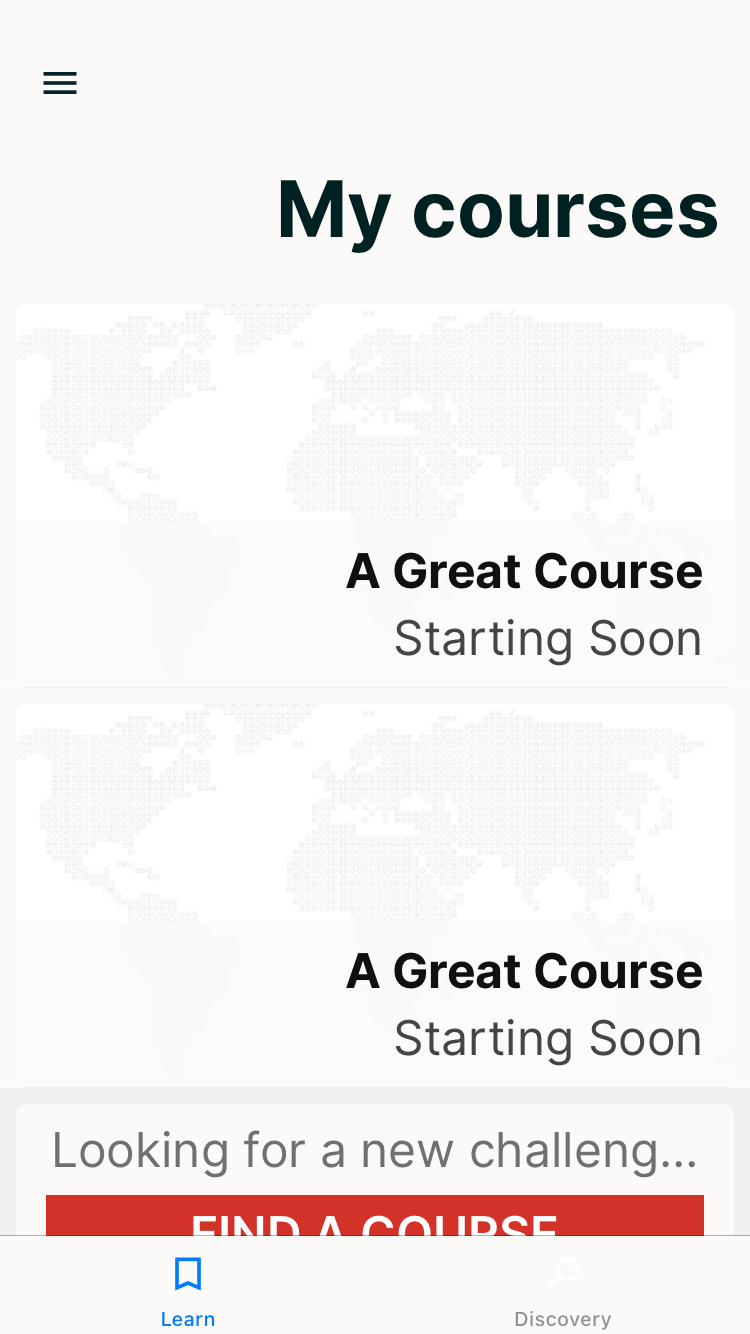 My courses
A Great Course
Starting Soon
A Great Course
Starting Soon
Looking for a new challeng...
FIND A COURSE
Learn
Discovery